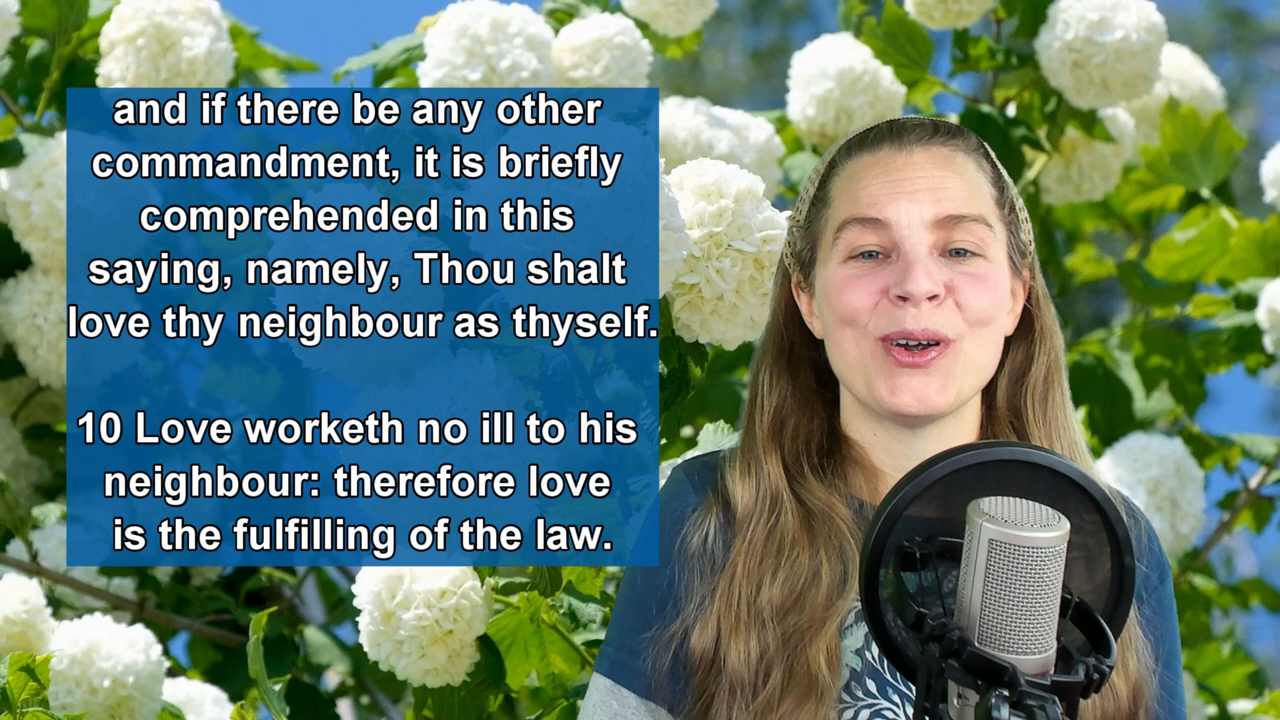 and if there be any other
commandment, it is briefly
comprehended in this
saying, namely, Thou shalt
love thy neighbour as thyself.
10 Love worketh no ill to his
neighbour: therefore love
is the fulfilling of the law.